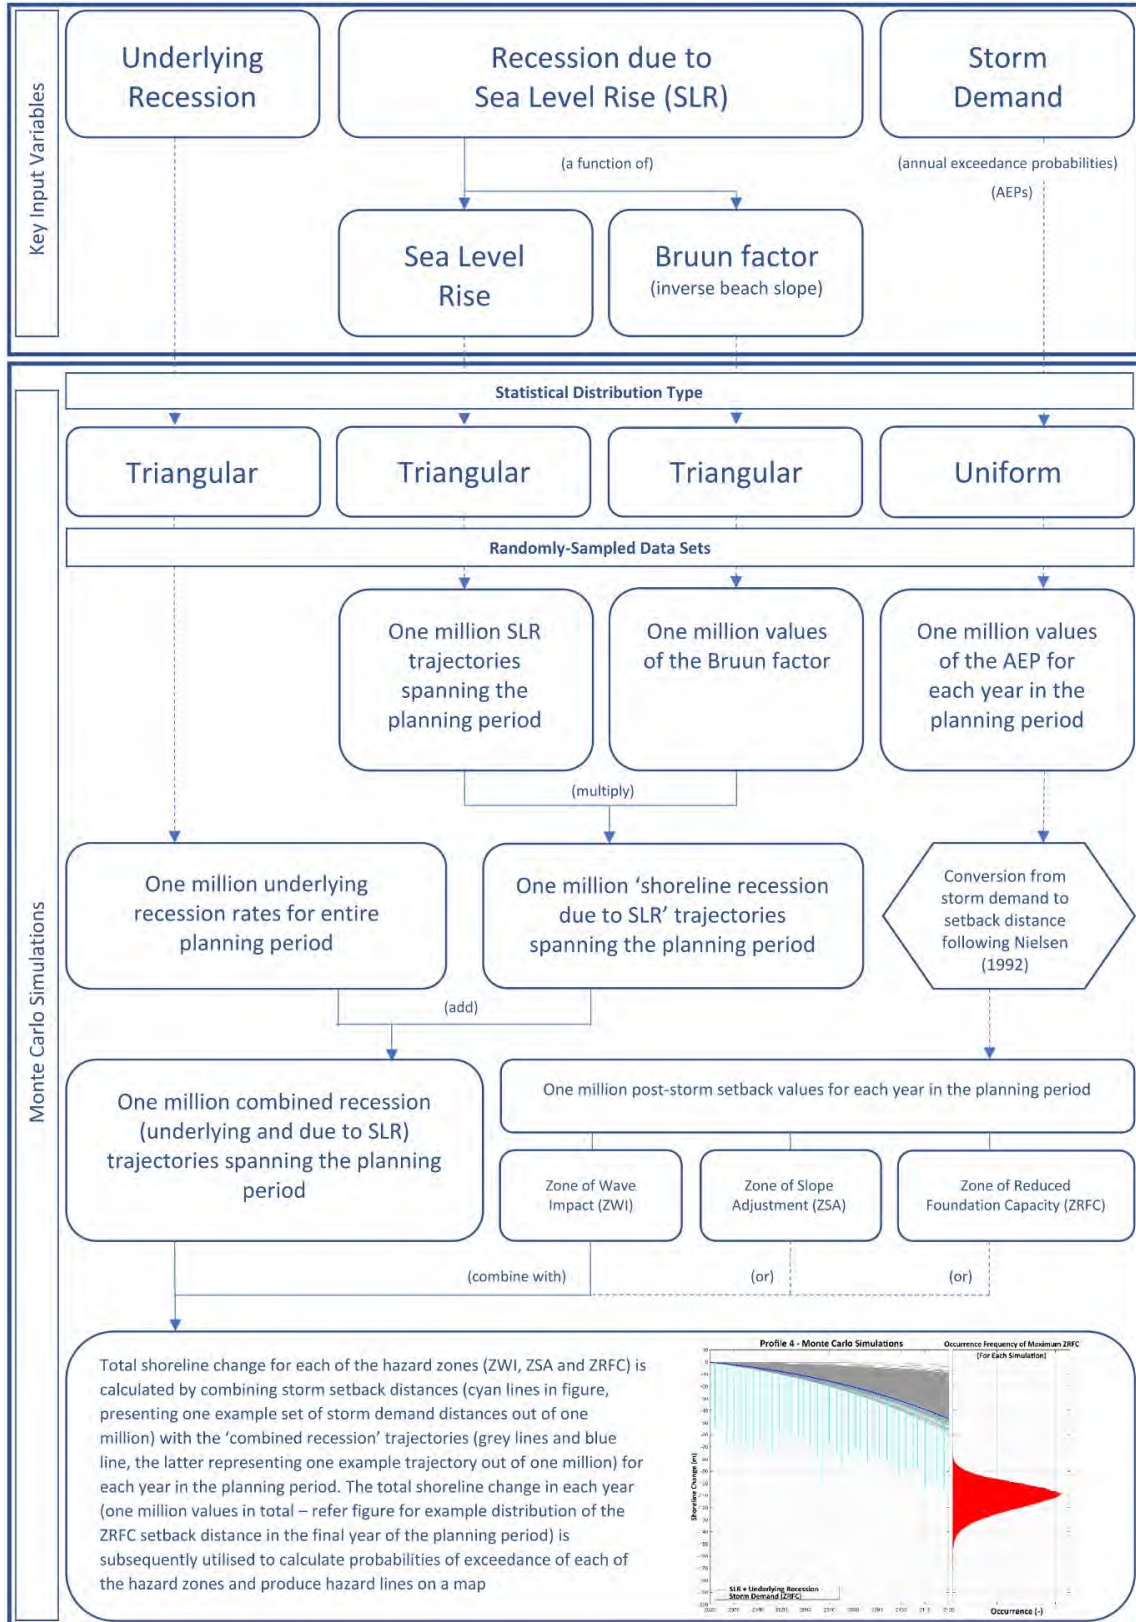 Key Input Variables
Underlying
Recession
Recession due to
Sea Level Rise (SLR)
Storm
Demand
(a function of)
(annual exceedance probabilities)
(AEPs)
Sea Level
Rise
Bruun factor
(inverse beach slope)
Monte Carlo Simulations
Statistical Distribution Type
Triangular
Triangular
Triangular
Uniform
Randomly-Sampled Data Sets
One million SLR
trajectories
spanning the
planning period
One million values
of the Bruun factor
One million values
of the AEP for
each year in the
planning period
(multiply)
One million underlying
recession rates for entire
planning period
One million ‘shoreline recession
due to SLR’ trajectories
spanning the planning period
Conversion from
storm demand to
setback distance
following Nielsen
(1992)
(add)
One million combined recession
(underlying and due to SLR)
trajectories spanning the planning
period
One million post-storm setback values for each year in the planning period
Zone of Wave
Impact (ZWI)
Zone of Slope
Adjustment (ZSA)
Zone of Reduced
Foundation Capacity (ZRFC)
(combine with)
(or)
(or)
Total shoreline change for each of the hazard zones (ZWI, ZSA and ZRFC) is
calculated by combining storm setback distances (cyan lines in figure,
presenting one example set of storm demand distances out of one
million) with the ‘combined recession’ trajectories (grey lines and blue
line, the latter representing one example trajectory out of one million) for
each year in the planning period. The total shoreline change in each year
(one million values in total – refer figure for example distribution of the
ZRFC setback distance in the final year of the planning period) is
subsequently utilised to calculate probabilities of exceedance of each of
the hazard zones and produce hazard lines on a map
Profile 4 - Monte Carlo Simulations
Occurrence Frequency of Maximum ZRFC
(For Each Simulation)
Shoreline Change (m)
SLR + Underlying Recession
Storm Demand (ZRFC)
Occurrence (-)